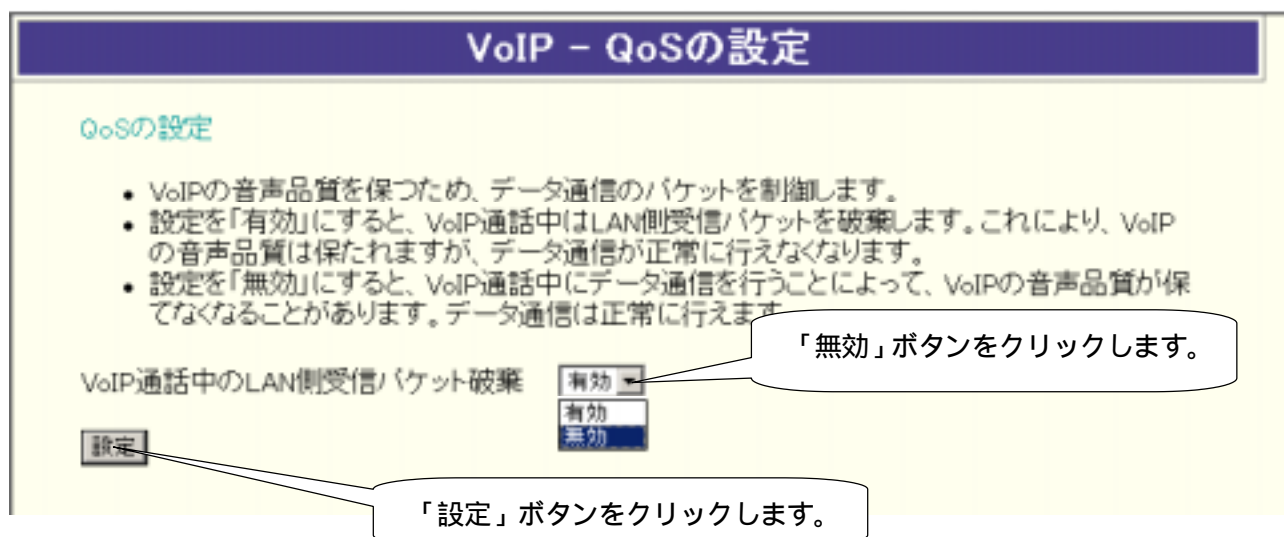 VoIP － QoSの設定
QoSの設定
• VoIPの音声品質を保つため、データ通信のパケットを制御します。
• 設定を「有効」にすると、VoIP通話中はLAN側受信パケットを破棄します。これにより、VoIP
の音声品質は保たれますが、データ通信が正常に行えなくなります。
• 設定を「無効」にすると、VoIP通話中にデータ通信を行うことによって、VoIPの音声品質が保
てなくなることがあります。データ通信は正常に行えます
「無効」ボタンをクリックします。
VoIP通話中のLAN側受信パケット破棄 有効
有効
無効
設定
「設定」ボタンをクリックします。